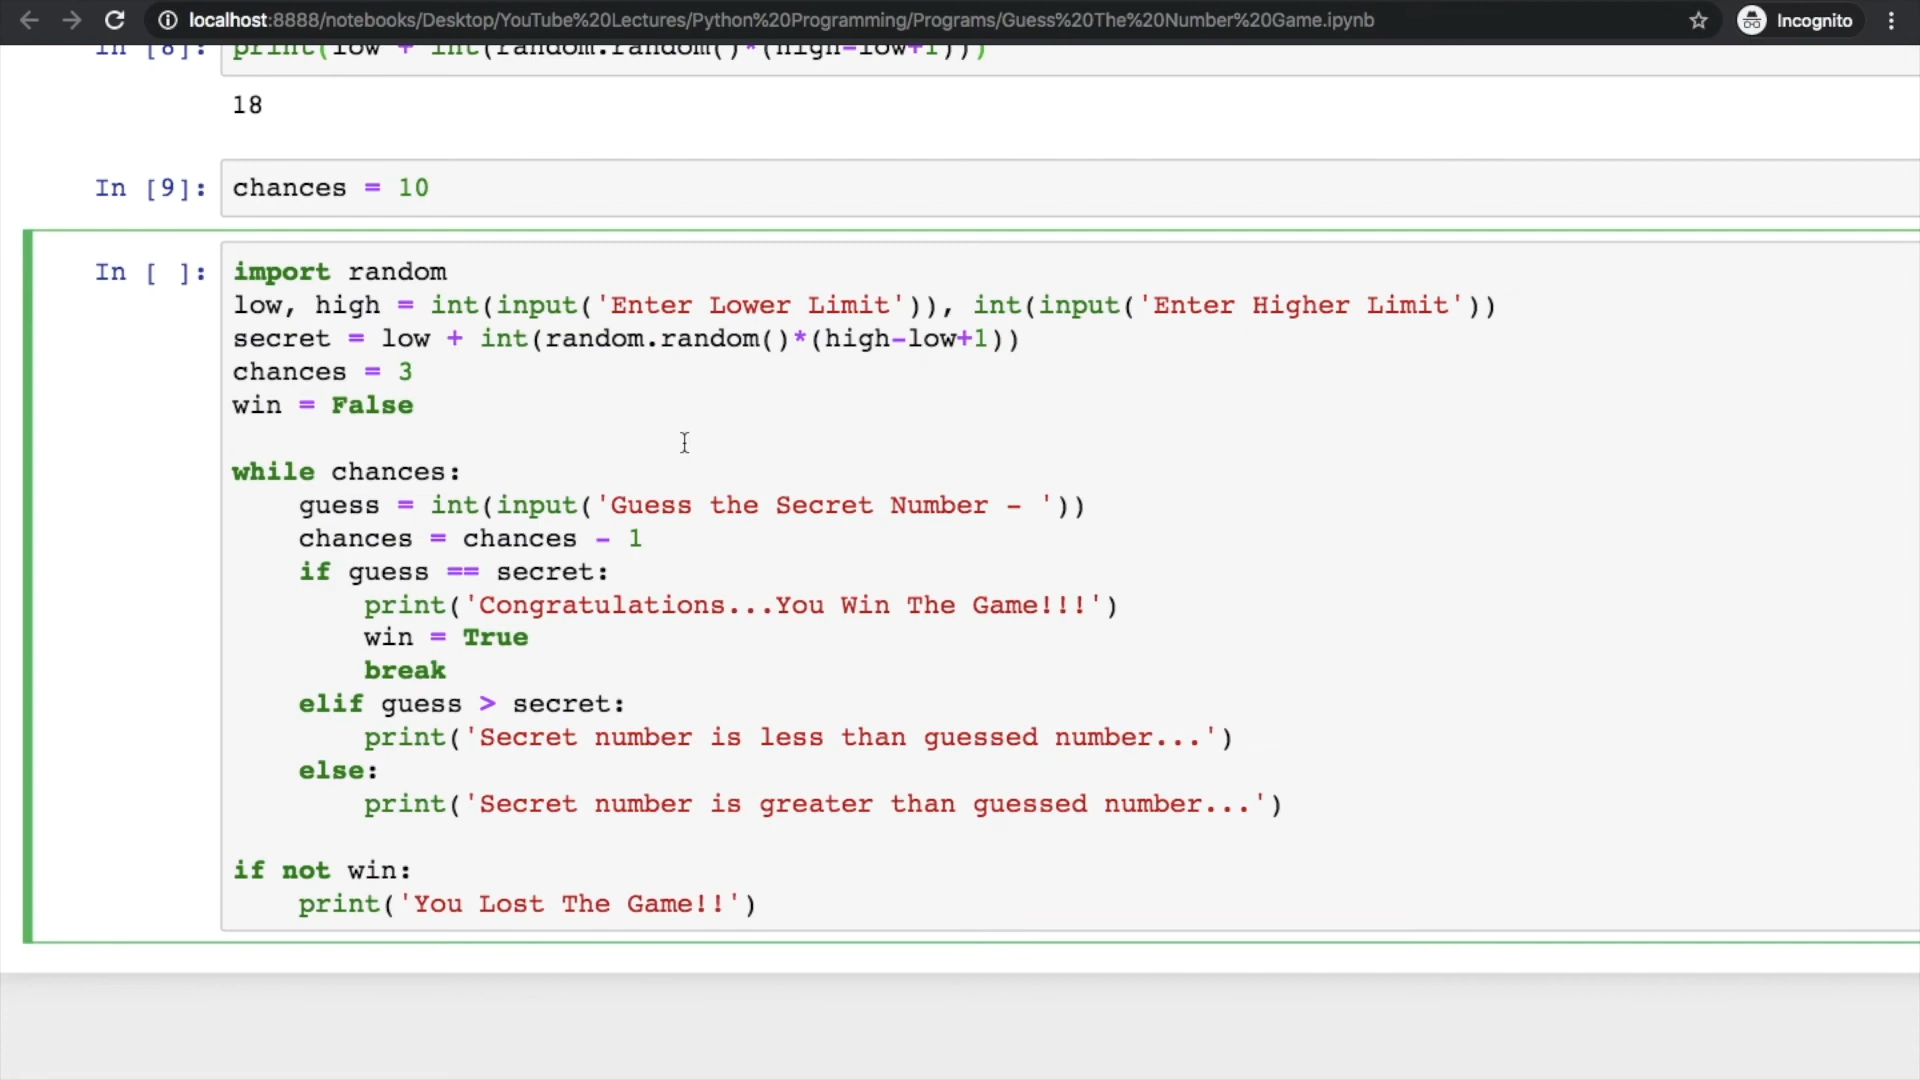 localhost:8888/notebooks/Desktop/YouTube%20Lectures/Python%20Programming/Programs/Guess%20The%20Number%20Game.ipynb
Incognito
In [8]: print(low + int(random.random()*(high-low+1)))
18
In [9]: chances = 10
In [ ]: import random
low, high = int(input('Enter Lower Limit')), int(input('Enter Higher Limit'))
secret = low + int(random.random()*(high-low+1))
chances = 3
win = False
while chances:
    guess = int(input('Guess the Secret Number - '))
    chances = chances - 1
    if guess == secret:
        print('Congratulations...You Win The Game!!!')
        win = True
        break
    elif guess > secret:
        print('Secret number is less than guessed number...')
    else:
        print('Secret number is greater than guessed number...')
if not win:
    print('You Lost The Game!!')